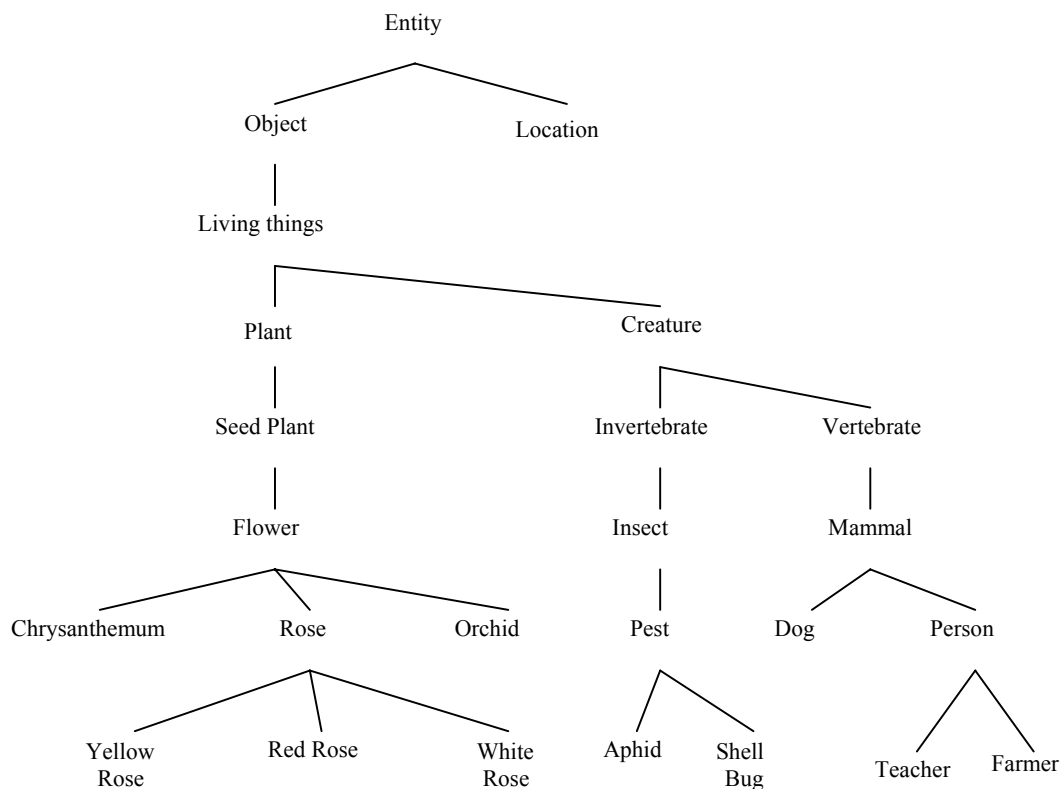 Entity
Object
Location
Living things
Plant
Creature
Seed Plant
Invertebrate
Vertebrate
Flower
Insect
Mammal
Chrysanthemum
Rose
Orchid
Pest
Dog
Person
Yellow
Rose
Red Rose
White
Rose
Aphid
Shell
Bug
Teacher
Farmer